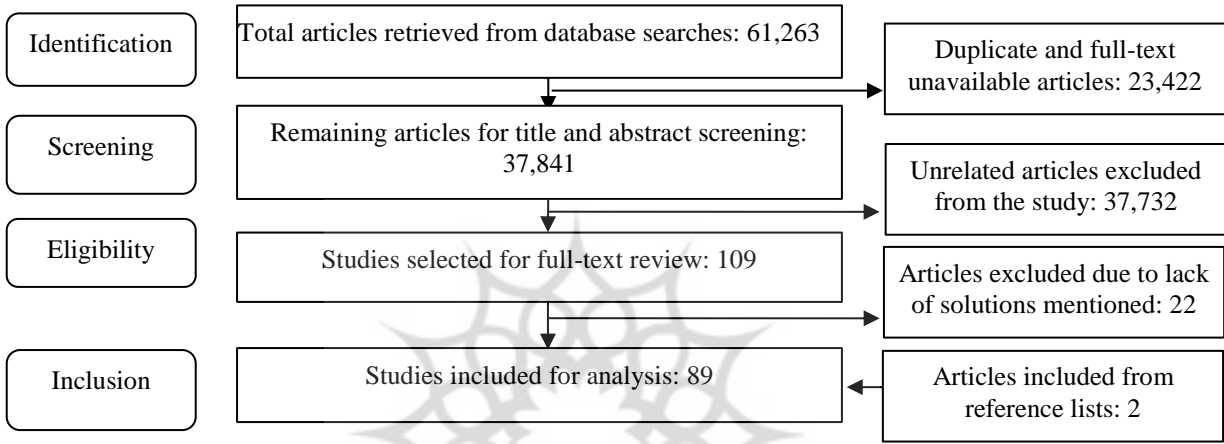 Identification
Total articles retrieved from database searches: 61,263
Duplicate and full-text
unavailable articles: 23,422
Screening
Remaining articles for title and abstract screening:
37,841
Unrelated articles excluded
from the study: 37,732
Eligibility
Studies selected for full-text review: 109
Articles excluded due to lack
of solutions mentioned: 22
Inclusion
Studies included for analysis: 89
Articles included from
reference lists: 2